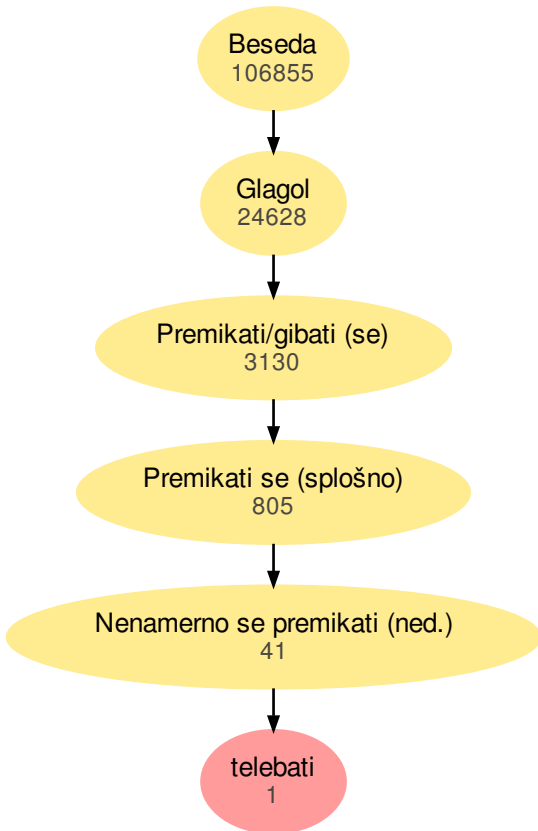 Beseda
106855
Glagol
24628
Premikati/gibati (se)
3130
Premikati se (splošno)
805
Nenamerno se premikati (ned.)
41
telebati
1